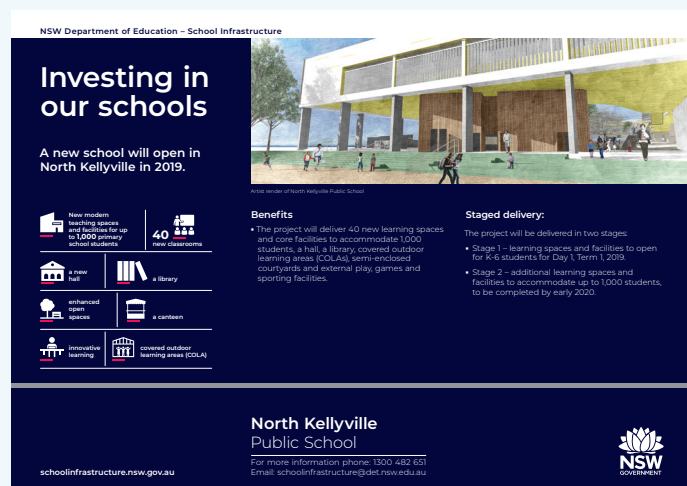 NSW Department of Education – School Infrastructure
Investing in
our schools
A new school will open in
North Kellyville in 2019.
Artist render of North Kellyville Public School
New modern
teaching spaces
and facilities for up
to 1,000 primary
school students
40
new classrooms
a new
hall
a library
enhanced
open
spaces
a canteen
innovative
learning
covered outdoor
learning areas (COLA)
Benefits
▪ The project will deliver 40 new learning spaces
and core facilities to accommodate 1,000
students, a hall, a library, covered outdoor
learning areas (COLAs), semi-enclosed
courtyards and external play, games and
sporting facilities.
Staged delivery:
The project will be delivered in two stages:
▪ Stage 1 – learning spaces and facilities to open
for K-6 students for Day 1, Term 1, 2019.
▪ Stage 2 – additional learning spaces and
facilities to accommodate up to 1,000 students,
to be completed by early 2020.
North Kellyville
Public School
For more information phone: 1300 482 651
Email: schoolinfrastructure@det.nsw.edu.au
schoolinfrastructure.nsw.gov.au
NSW
GOVERNMENT